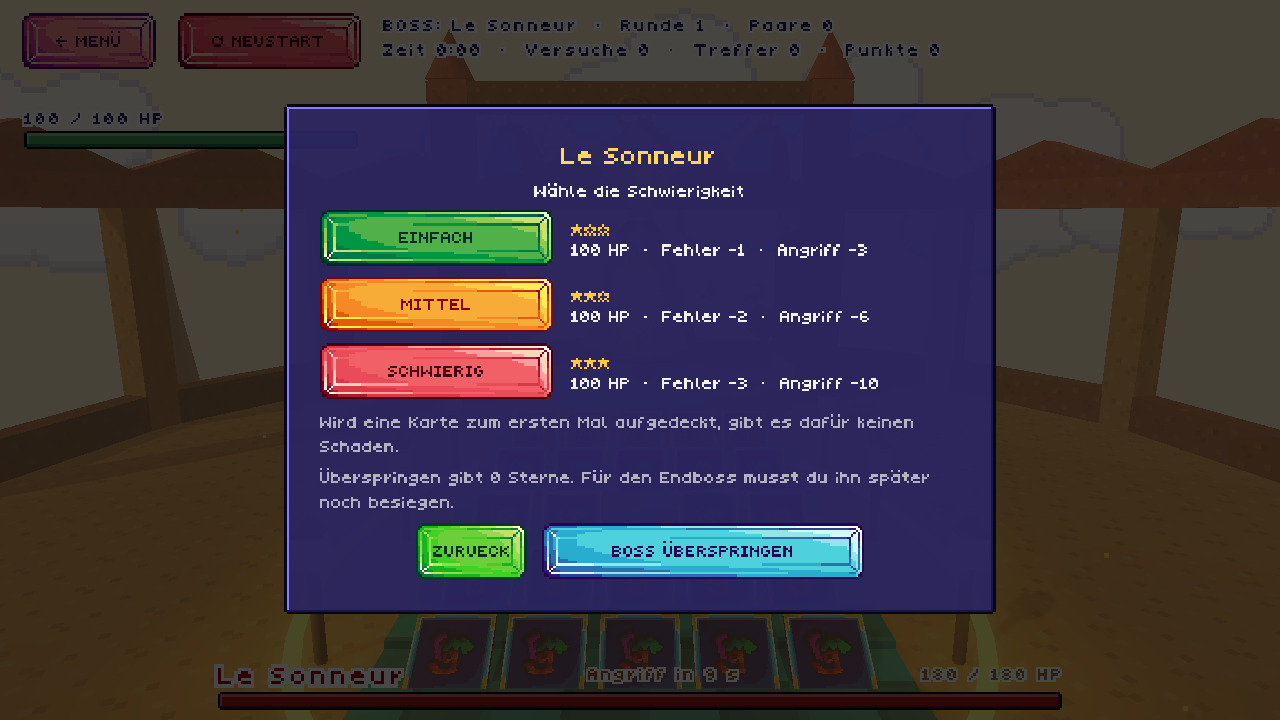 ← MENÜ
↻ NEUSTART
BOSS: Le Sonneur · Runde 1 · Paare 0
Zeit 0:00 · Versuche 0 · Treffer 0 · Punkte 0
100 / 100 HP
Le Sonneur
Wähle die Schwierigkeit
EINFACH
★☆☆
100 HP · Fehler -1 · Angriff -3
MITTEL
★★☆
100 HP · Fehler -2 · Angriff -6
SCHWIERIG
★★★
100 HP · Fehler -3 · Angriff -10
Wird eine Karte zum ersten Mal aufgedeckt, gibt es dafür keinen
Schaden.
Überspringen gibt 0 Sterne. Für den Endboss musst du ihn später
noch besiegen.
ZURUECK
BOSS ÜBERSPRINGEN
Le Sonneur
Angriff in 9 s
130 / 130 HP